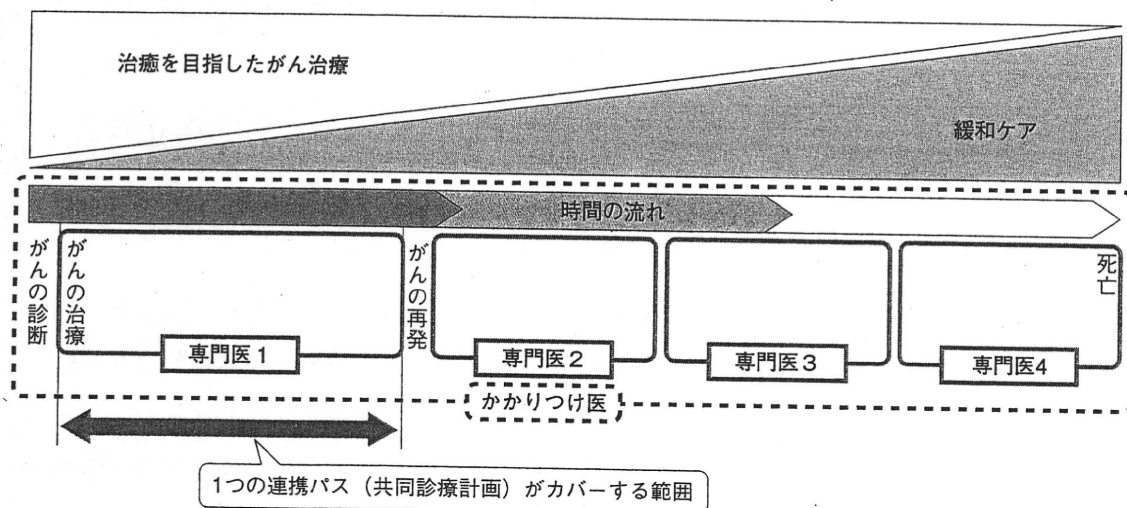 治癒を目指したがん治療
緩和ケア
時間の流れ
がんの診断
がんの治療
がんの再発
死亡
専門医1
専門医2
専門医3
専門医4
かかりつけ医
1つの連携パス（共同診療計画）がカバーする範囲